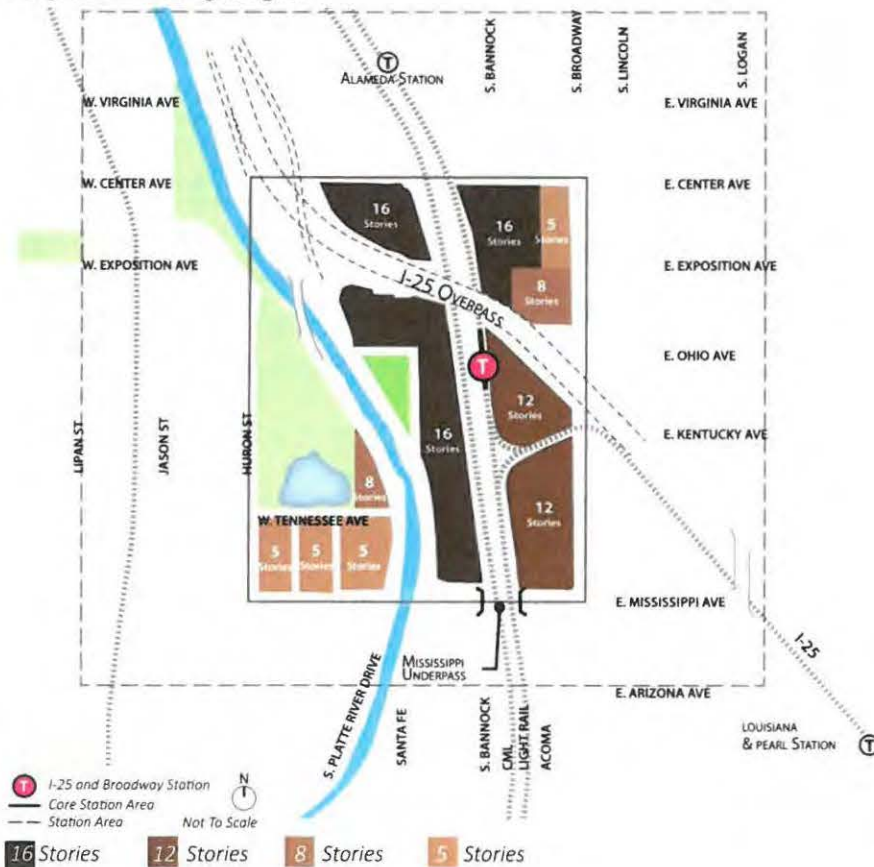 T
ALAMEDA STATION
S. BANNOCK
S. BROADWAY
S. LINCOLN
S. LOGAN
W. VIRGINIA AVE
E. VIRGINIA AVE
W. CENTER AVE
E. CENTER AVE
16
Stories
16
Stories
5
Stories
W. EXPOSITION AVE
E. EXPOSITION AVE
8
Stories
I-25 OVERPASS
T
E. OHIO AVE
12
Stories
LIPAN ST
JASON ST
HURON ST
16
Stories
E. KENTUCKY AVE
8
Stories
12
Stories
W. TENNESSEE AVE
5
Stories
5
Stories
5
Stories
E. MISSISSIPPI AVE
I-25
MISSISSIPPI
UNDERPASS
E. ARIZONA AVE
S. PLATTE RIVER DRIVE
SANTA FE
S. BANNOCK
CML
LIGHT RAIL
ACOMA
LOUISIANA
& PEARL STATION
T
T I-25 and Broadway Station
Core Station Area
Station Area
N
Not To Scale
16 Stories
12 Stories
8 Stories
5 Stories